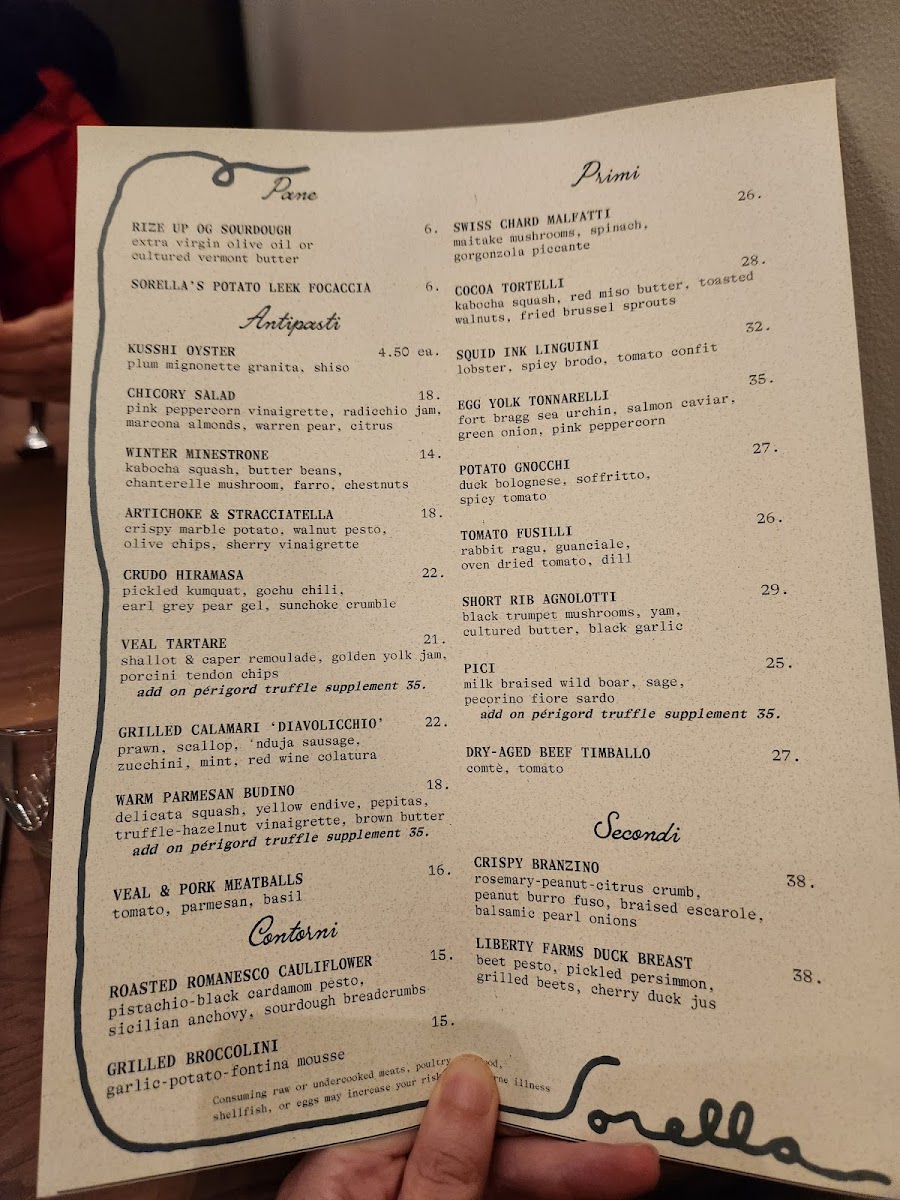 Pane
RIZE UP OG SOURDOUGH 6.
extra virgin olive oil or
cultured vermont butter
SORELLA'S POTATO LEEK FOCACCIA 6.
Antipasti
KUSSHI OYSTER 4.50 ea.
plum mignonette granita, shiso
CHICORY SALAD 18.
pink peppercorn vinaigrette, radicchio jam,
marcona almonds, warren pear, citrus
WINTER MINESTRONE 14.
kabocha squash, butter beans,
chanterelle mushroom, farro, chestnuts
ARTICHOKE & STRACCIATELLA 18.
crispy marble potato, walnut pesto,
olive chips, sherry vinaigrette
CRUDO HIRAMASA 22.
pickled kumquat, gochu chili,
earl grey pear gel, sunchoke crumble
VEAL TARTARE 21.
shallot & caper remoulade, golden yolk jam,
porcini tendon chips
add on périgord truffle supplement 35.
GRILLED CALAMARI 'DIAVOLICCHIO' 22.
prawn, scallop, 'nduja sausage,
zucchini, mint, red wine colatura
WARM PARMESAN BUDINO 18.
delicata squash, yellow endive, pepitas,
truffle-hazelnut vinaigrette, brown butter
add on périgord truffle supplement 35.
VEAL & PORK MEATBALLS 16.
tomato, parmesan, basil
Contorni
ROASTED ROMANESCO CAULIFLOWER 15.
pistachio-black cardamom pesto,
sicilian anchovy, sourdough breadcrumbs
GRILLED BROCCOLINI 15.
garlic-potato-fontina mousse
Primi
SWISS CHARD MALFATTI 26.
maitake mushrooms, spinach,
gorgonzola piccante
COCOA TORTELLI 28.
kabocha squash, red miso butter, toasted
walnuts, fried brussel sprouts
SQUID INK LINGUINI 32.
lobster, spicy brodo, tomato confit
EGG YOLK TONNARELLI 35.
fort bragg sea urchin, salmon caviar,
green onion, pink peppercorn
POTATO GNOCCHI 27.
duck bolognese, soffritto,
spicy tomato
TOMATO FUSILLI 26.
rabbit ragu, guanciale,
oven dried tomato, dill
SHORT RIB AGNOLOTTI 29.
black trumpet mushrooms, yam,
cultured butter, black garlic
PICI 25.
milk braised wild boar, sage,
pecorino fiore sardo
add on périgord truffle supplement 35.
DRY-AGED BEEF TIMBALLO 27.
comtè, tomato
Secondi
CRISPY BRANZINO 38.
rosemary-peanut-citrus crumb,
peanut burro fuso, braised escarole,
balsamic pearl onions
LIBERTY FARMS DUCK BREAST 38.
beet pesto, pickled persimmon,
grilled beets, cherry duck jus
Consuming raw or undercooked meats, poultry
shellfish, or eggs may increase your illness
Sorella